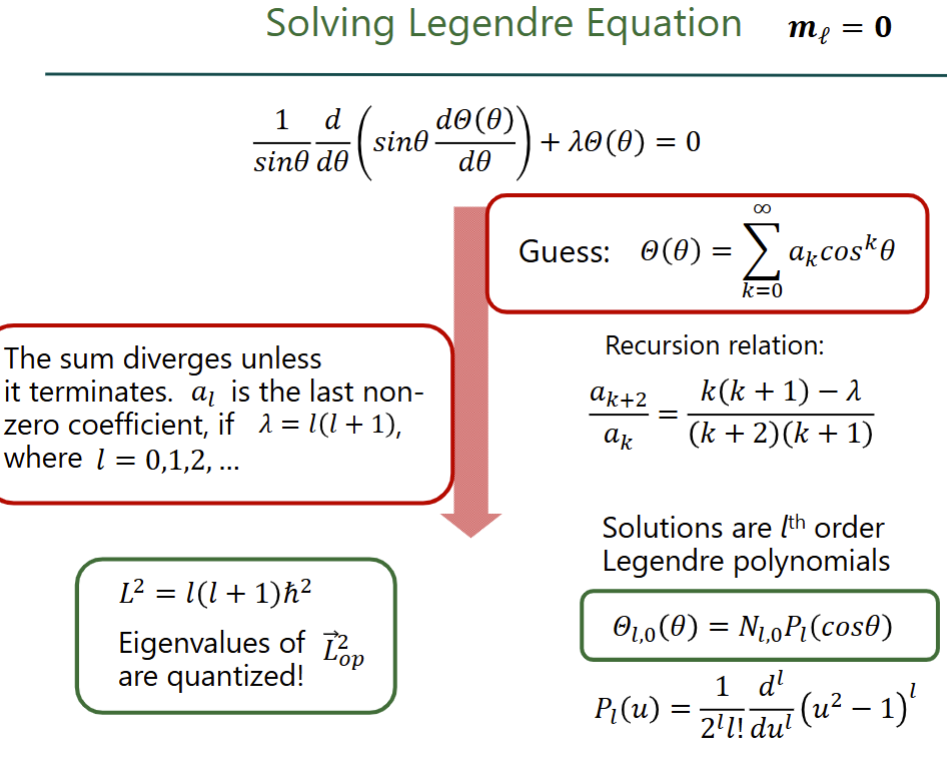 Solving Legendre Equation $m_\ell = 0$
$\frac{1}{sin\theta}\frac{d}{d\theta}\left(sin\theta\frac{d\Theta(\theta)}{d\theta}\right) + \lambda\Theta(\theta) = 0$
Guess: $\Theta(\theta) = \sum_{k=0}^{\infty} a_k cos^k\theta$
The sum diverges unless
it terminates. $a_l$ is the last non-
zero coefficient, if $\lambda = l(l + 1)$,
where $l = 0,1,2, ...$
Recursion relation:
$\frac{a_{k+2}}{a_k} = \frac{k(k + 1) - \lambda}{(k + 2)(k + 1)}$
Solutions are $l^{th}$ order
Legendre polynomials
$\Theta_{l,0}(\theta) = N_{l,0}P_l(cos\theta)$
$P_l(u) = \frac{1}{2^l l!}\frac{d^l}{du^l}(u^2 - 1)^l$
$L^2 = l(l + 1)\hbar^2$
Eigenvalues of $\vec{L}_{op}^2$
are quantized!